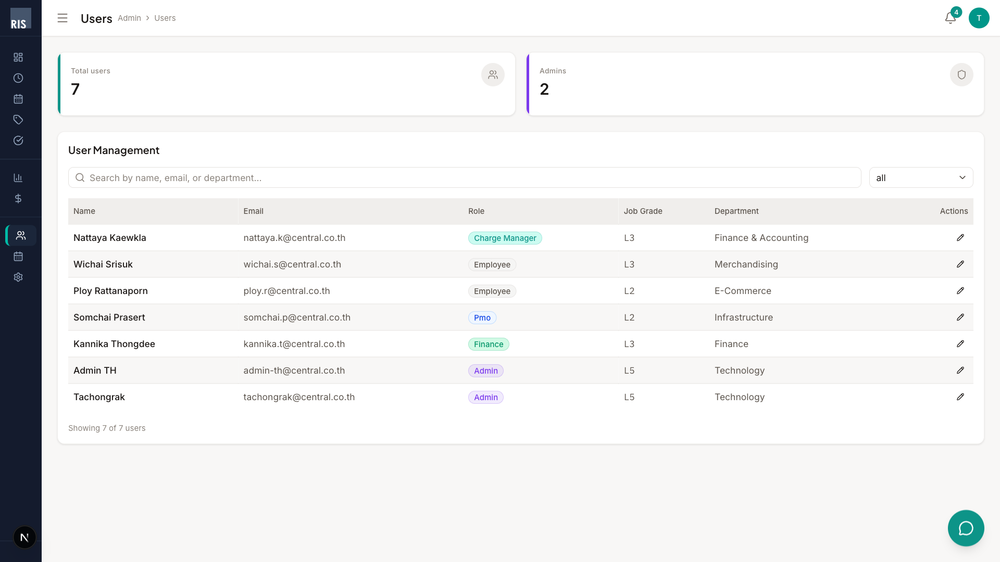 RIS
Users
Admin > Users
4
T
Total users
7
Admins
2
User Management
Search by name, email, or department...
all
Name Email Role Job Grade Department Actions
Nattaya Kaewkla nattaya.k@central.co.th Charge Manager L3 Finance & Accounting
Wichai Srisuk wichai.s@central.co.th Employee L3 Merchandising
Ploy Rattanaporn ploy.r@central.co.th Employee L2 E-Commerce
Somchai Prasert somchai.p@central.co.th Pmo L2 Infrastructure
Kannika Thongdee kannika.t@central.co.th Finance L3 Finance
Admin TH admin-th@central.co.th Admin L5 Technology
Tachongrak tachongrak@central.co.th Admin L5 Technology
Showing 7 of 7 users
N